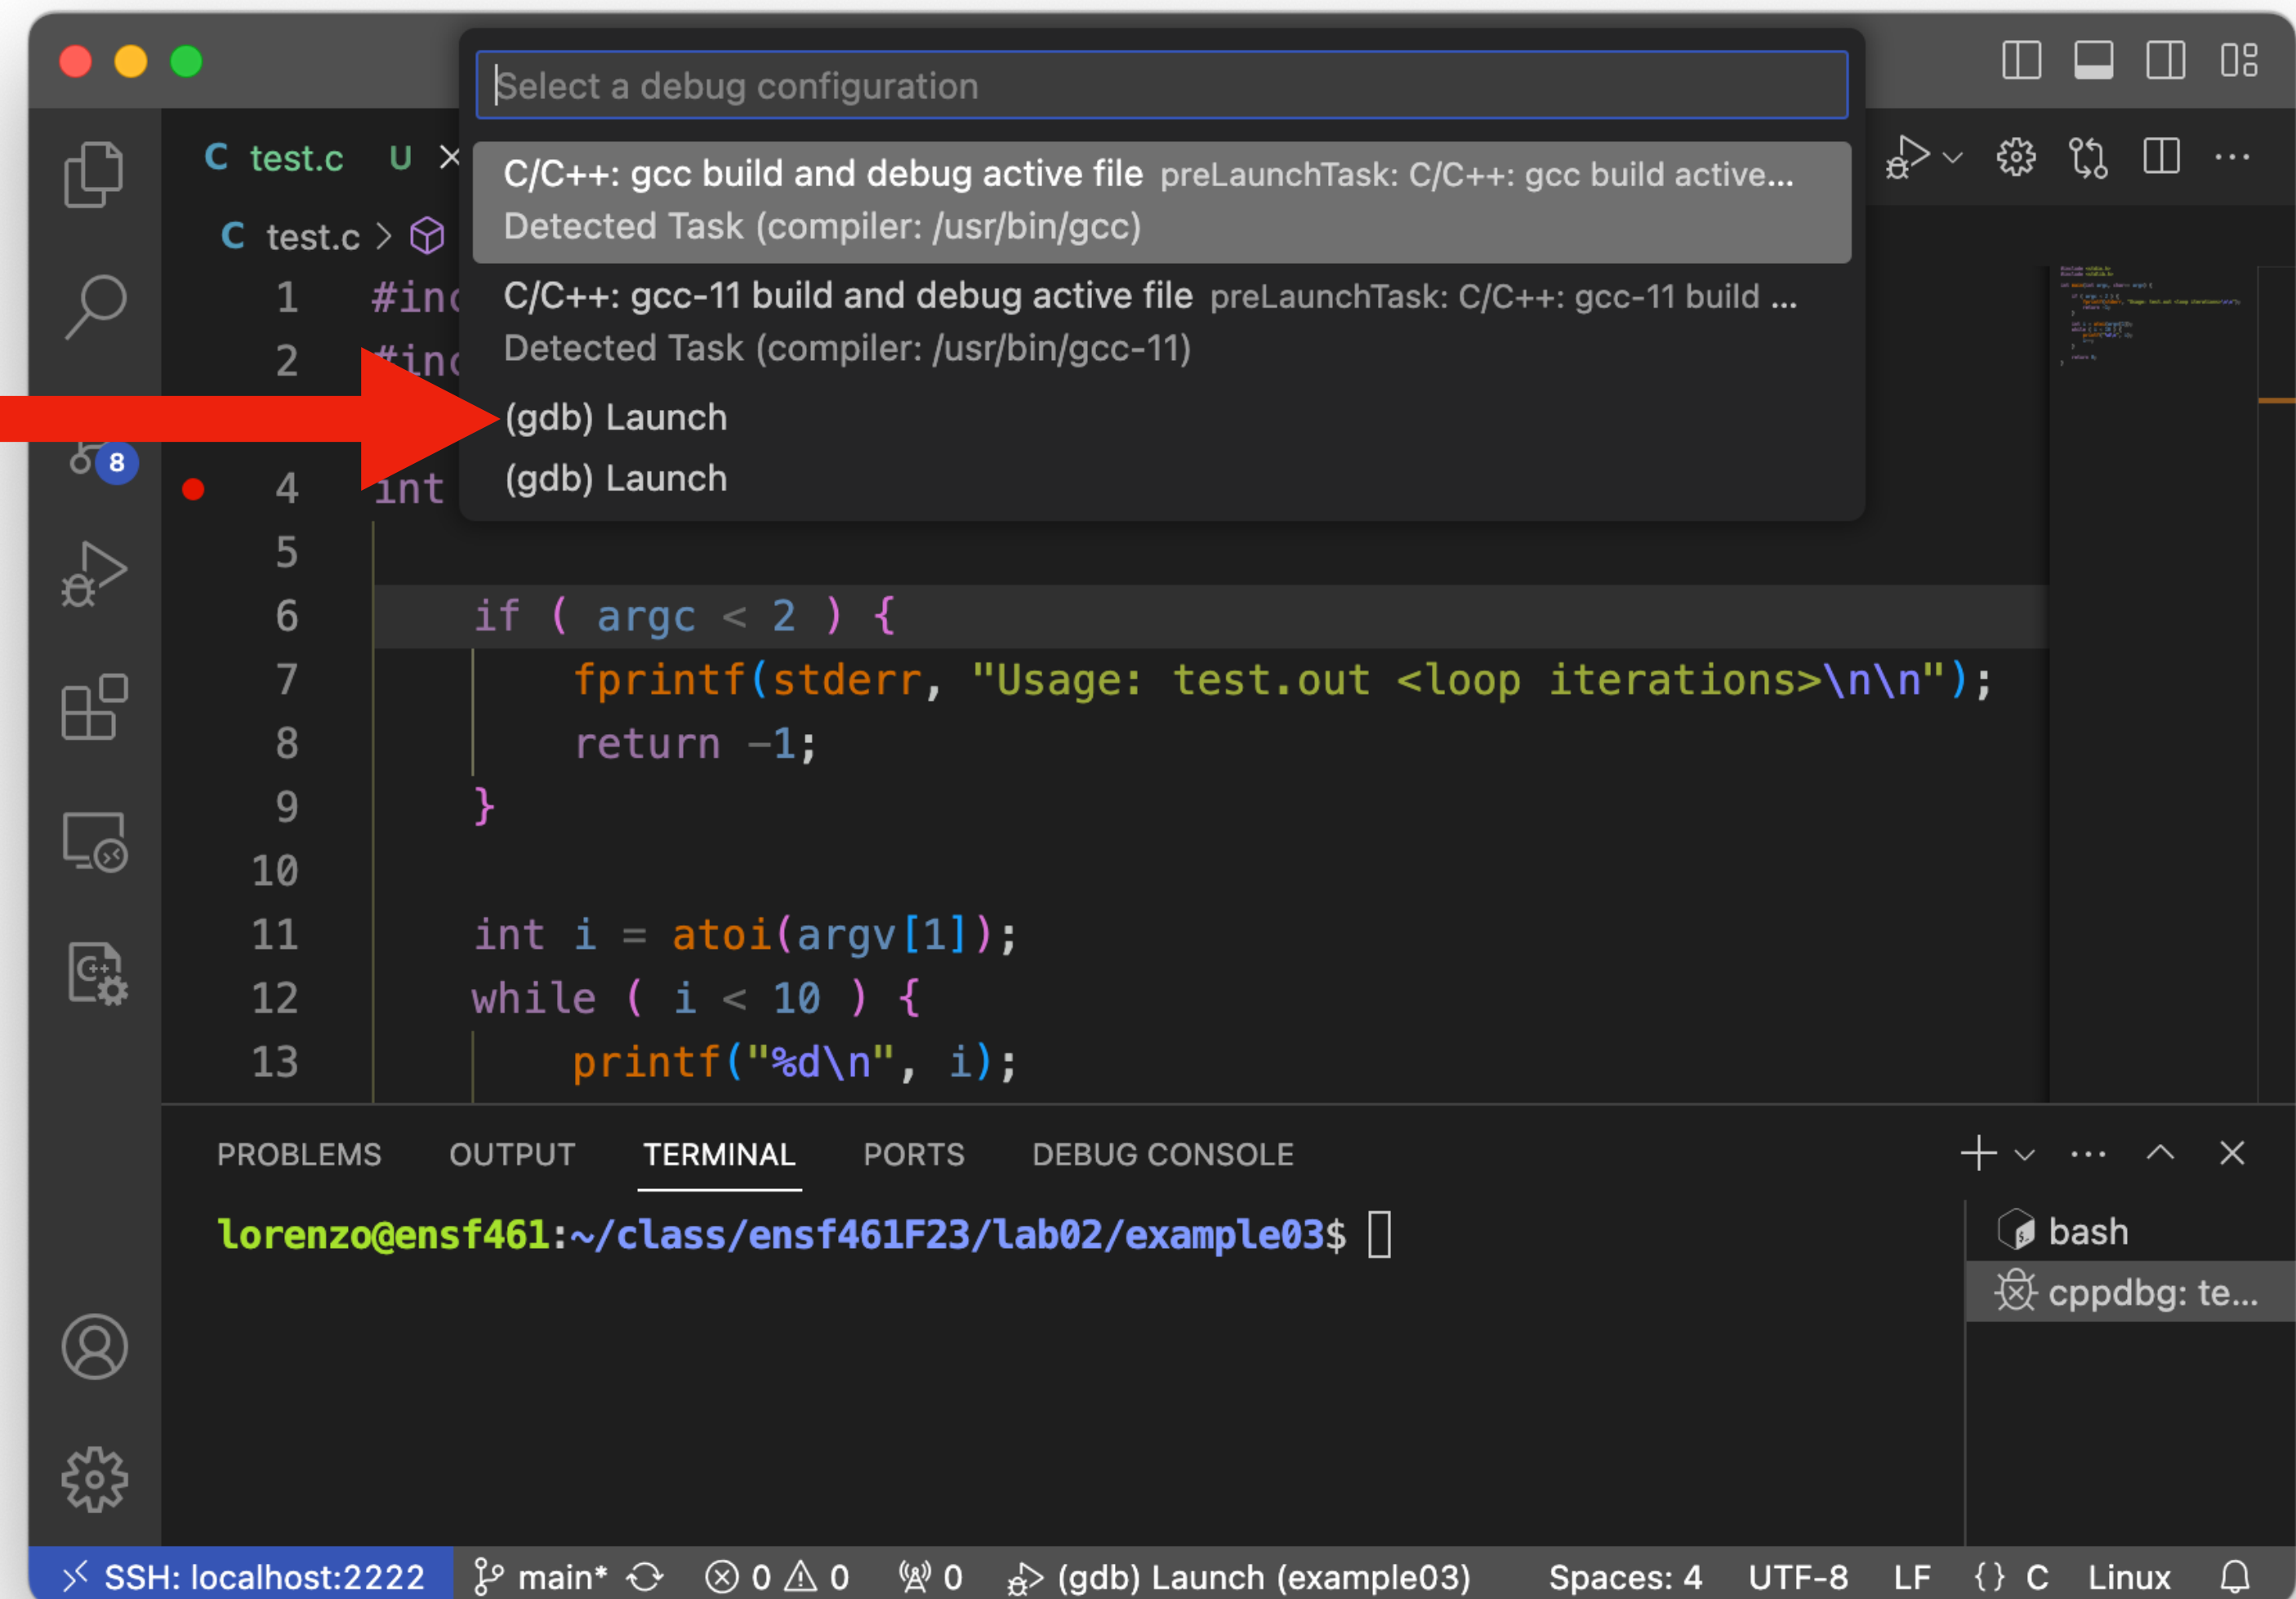 Select a debug configuration
C/C++: gcc build and debug active file preLaunchTask: C/C++: gcc build active...
Detected Task (compiler: /usr/bin/gcc)
C/C++: gcc-11 build and debug active file preLaunchTask: C/C++: gcc-11 build ...
Detected Task (compiler: /usr/bin/gcc-11)
(gdb) Launch
(gdb) Launch
C test.c U
C test.c >
1 #inc
2 #inc
8
4 int
5
6 if ( argc < 2 ) {
7 fprintf(stderr, "Usage: test.out <loop iterations>\n\n");
8 return -1;
9 }
10
11 int i = atoi(argv[1]);
12 while ( i < 10 ) {
13 printf("%d\n", i);
PROBLEMS OUTPUT TERMINAL PORTS DEBUG CONSOLE
lorenzo@ensf461:~/class/ensf461F23/lab02/example03$
bash
cppdbg: te...
SSH: localhost:2222 main* 0 0 0 (gdb) Launch (example03) Spaces: 4 UTF-8 LF {} C Linux